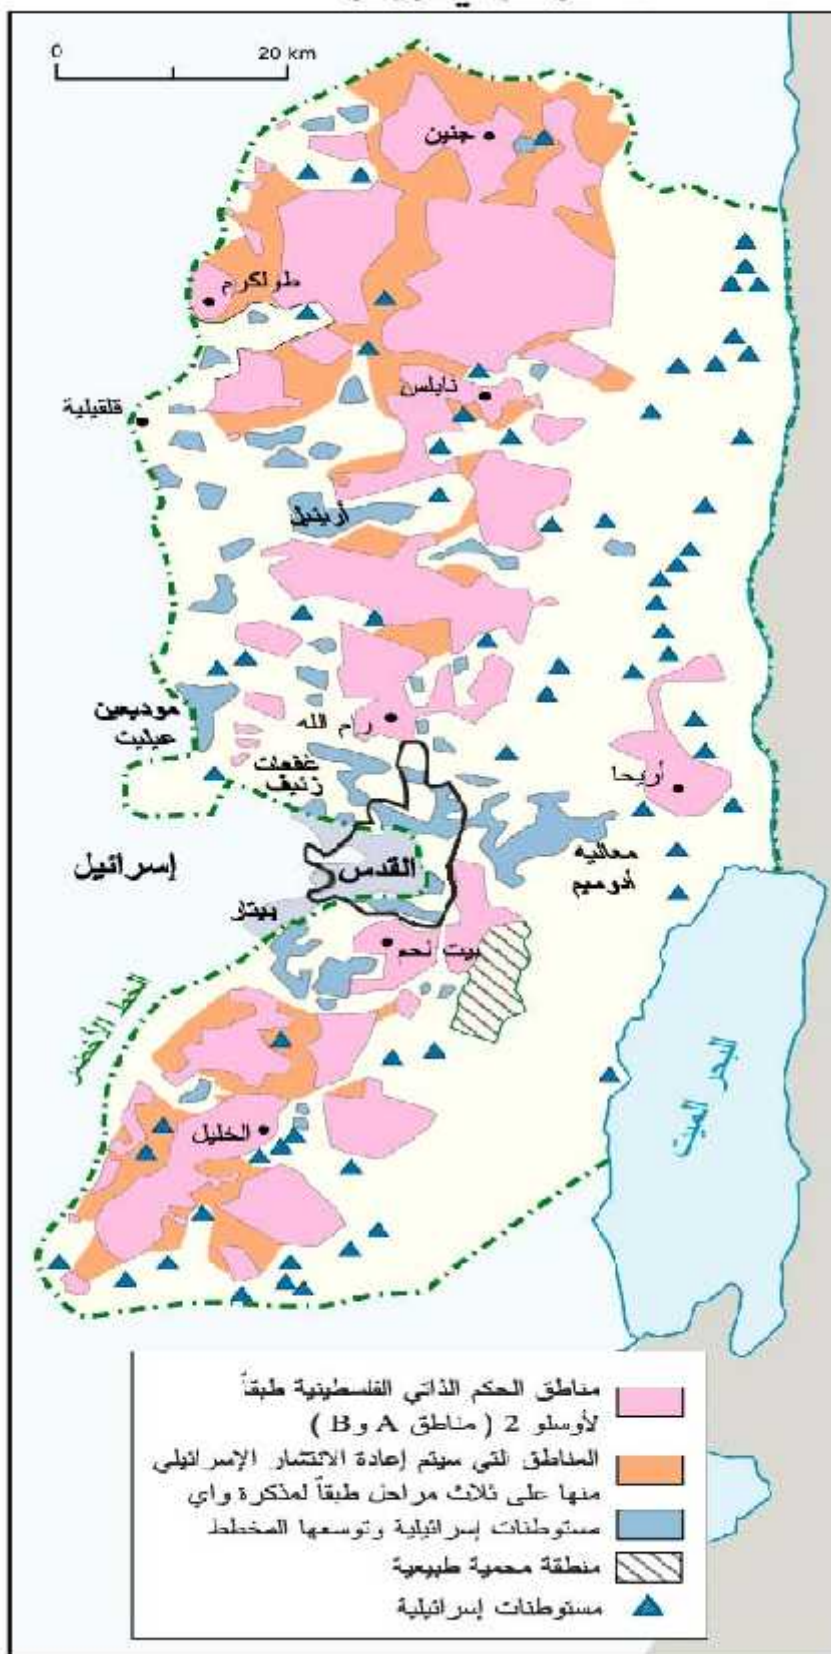 0 20 km
جنين
طولكرم
نابلس
قلقيلية
أرييل
موديعين
عيليت
رام الله
غفعات
زئيف
أريحا
معاليه
أدوميم
إسرائيل
القدس
بيتار
بيت لحم
الخط الأخضر
البحر الميت
الخليل
مناطق الحكم الذاتي الفلسطينية طبقاً
لأوسلو 2 ( مناطق A و B )
المناطق التي سيتم إعادة الانتشار الإسرائيلي
منها على ثلاث مراحل طبقاً لمذكرة واي
مستوطنات إسرائيلية وتوسعها المخطط
منطقة محمية طبيعية
مستوطنات إسرائيلية